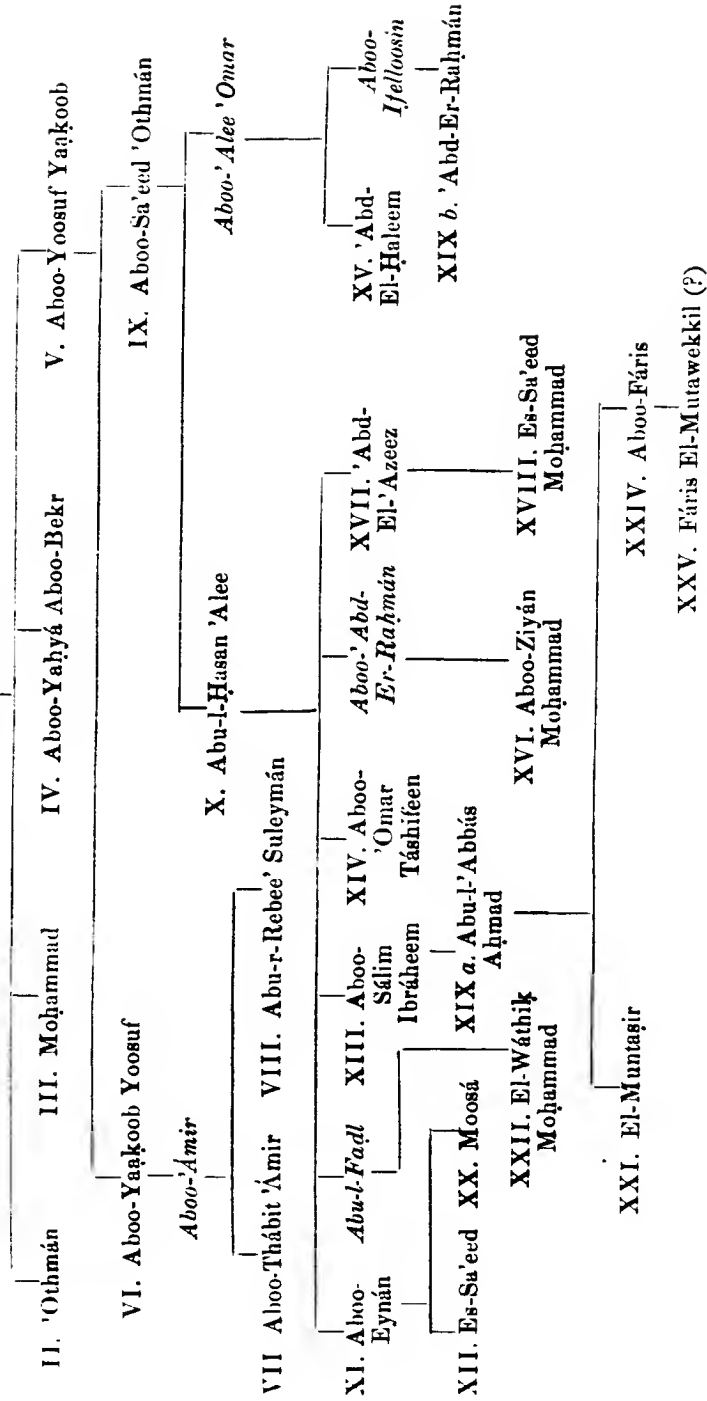 II. 'Othmán
III. Moḥammad
IV. Aboo-Yaḥyá Aboo-Bekr
V. Aboo-Yoosuf Yaạḳoob
VI. Aboo-Yaạḳoob Yoosuf
IX. Aboo-Sa'eed 'Othmán
Aboo-'Ámir
X. Abu-l-Ḥasan 'Alee
Aboo-'Alee 'Omar
VII Aboo-Thábit 'Ámir
VIII. Abu-r-Rebee' Suleymán
XI. Aboo-
Eynán
Abu-l-Faḍl
XIII. Aboo-
Sálim
Ibráheem
XIV. Aboo-
'Omar
Táshifeen
Aboo-'Abd-
Er-Raḥmán
XVII. 'Abd-
El-'Azeez
XV. 'Abd-
El-Ḥaleem
Aboo-
Ifelloosin
XII. Es-Sa'eed
XX. Moosá
XXII. El-Wáthiḳ
Moḥammad
XIX a. Abu-l-'Abbás
Aḥmad
XVI. Aboo-Ziyán
Moḥammad
XVIII. Es-Sa'eed
Moḥammad
XIX b. 'Abd-Er-Raḥmán
XXI. El-Muntaṣir
XXIV. Aboo-Fáris
XXV. Fáris El-Mutawekkil (?)